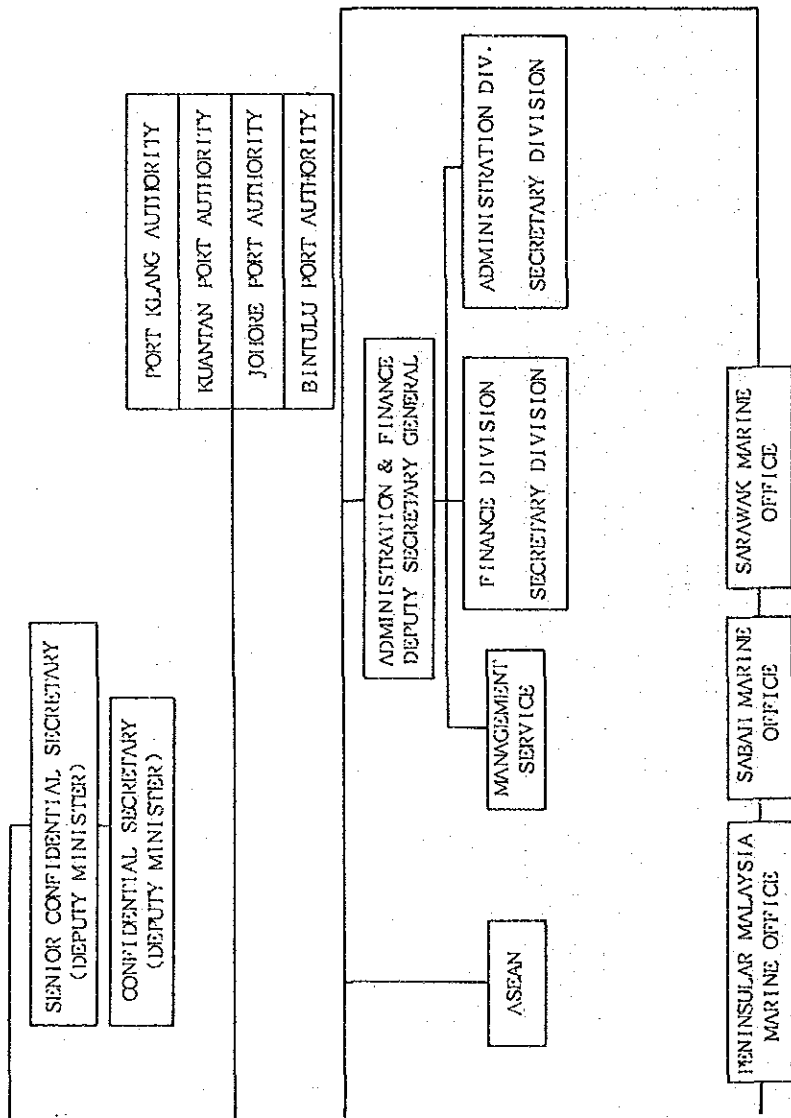 SENIOR CONFIDENTIAL SECRETARY
(DEPUTY MINISTER)
CONFIDENTIAL SECRETARY
(DEPUTY MINISTER)
PORT KLANG AUTHORITY
KUANTAN PORT AUTHORITY
JOHORE PORT AUTHORITY
BINTULU PORT AUTHORITY
ADMINISTRATION & FINANCE
DEPUTY SECRETARY GENERAL
ASEAN
MANAGEMENT
SERVICE
FINANCE DIVISION
SECRETARY DIVISION
ADMINISTRATION DIV.
SECRETARY DIVISION
PENINSULAR MALAYSIA
MARINE OFFICE
SABAH MARINE
OFFICE
SARAWAK MARINE
OFFICE